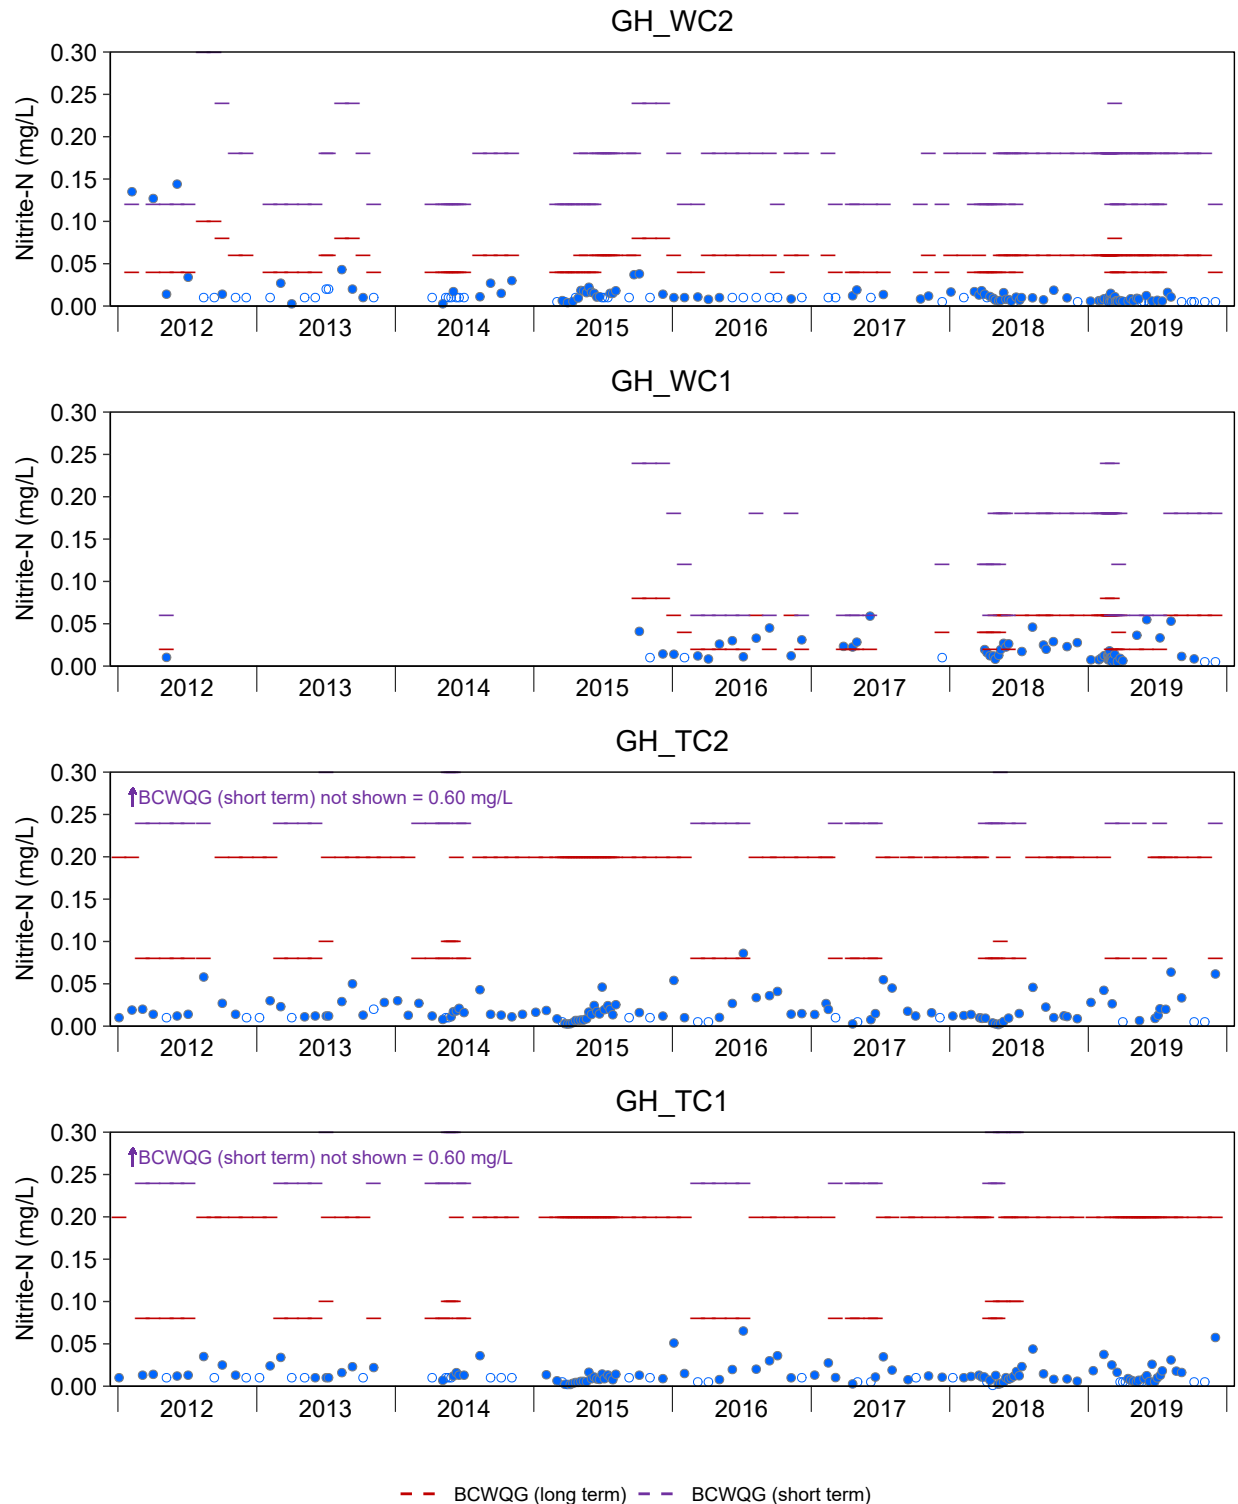 GH_WC2
Nitrite-N (mg/L)
0.30
0.25
0.20
0.15
0.10
0.05
0.00
2012 2013 2014 2015 2016 2017 2018 2019
GH_WC1
Nitrite-N (mg/L)
0.30
0.25
0.20
0.15
0.10
0.05
0.00
2012 2013 2014 2015 2016 2017 2018 2019
GH_TC2
Nitrite-N (mg/L)
0.30
BCWQG (short term) not shown = 0.60 mg/L
0.25
0.20
0.15
0.10
0.05
0.00
2012 2013 2014 2015 2016 2017 2018 2019
GH_TC1
Nitrite-N (mg/L)
0.30
BCWQG (short term) not shown = 0.60 mg/L
0.25
0.20
0.15
0.10
0.05
0.00
2012 2013 2014 2015 2016 2017 2018 2019
BCWQG (long term) BCWQG (short term)